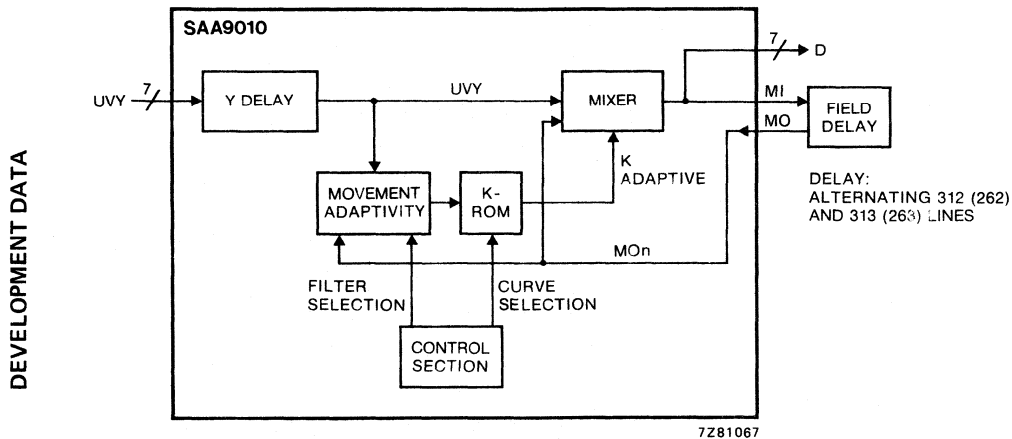 SAA9010
7
D
UVY
7
Y DELAY
UVY
MIXER
MI
MO
FIELD
DELAY
K
ADAPTIVE
MOVEMENT
ADAPTIVITY
K-
ROM
DELAY:
ALTERNATING 312 (262)
AND 313 (263) LINES
MOn
FILTER
SELECTION
CURVE
SELECTION
CONTROL
SECTION
DEVELOPMENT DATA
7Z81067